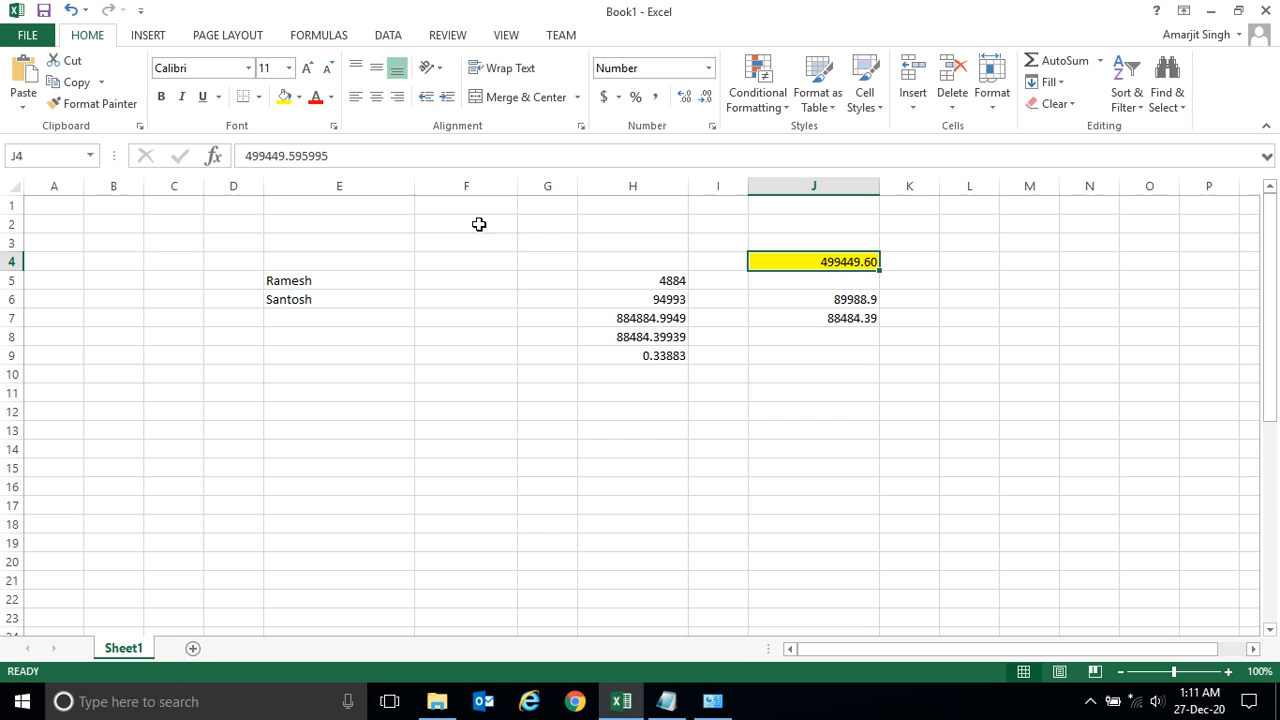 Book1 - Excel
?
FILE HOME INSERT PAGE LAYOUT FORMULAS DATA REVIEW VIEW TEAM Amarjit Singh
Paste
Cut
Copy
Format Painter
Clipboard
Calibri 11
B I U A
Font
Wrap Text
Merge & Center
Alignment
Number
$ % ,
Number
Conditional Formatting
Format as Table
Cell Styles
Styles
Insert
Delete
Format
Cells
AutoSum
Fill
Clear
Sort & Filter
Find & Select
Editing
J4 fx 499449.595995
A B C D E F G H I J K L M N O P
1
2
3
4 499449.60
5 Ramesh 4884
6 Santosh 94993 89988.9
7 884884.9949 88484.39
8 88484.39939
9 0.33883
10
11
12
13
14
15
16
17
18
19
20
21
22
23
Sheet1
READY 100%
Type here to search
1:11 AM
27-Dec-20